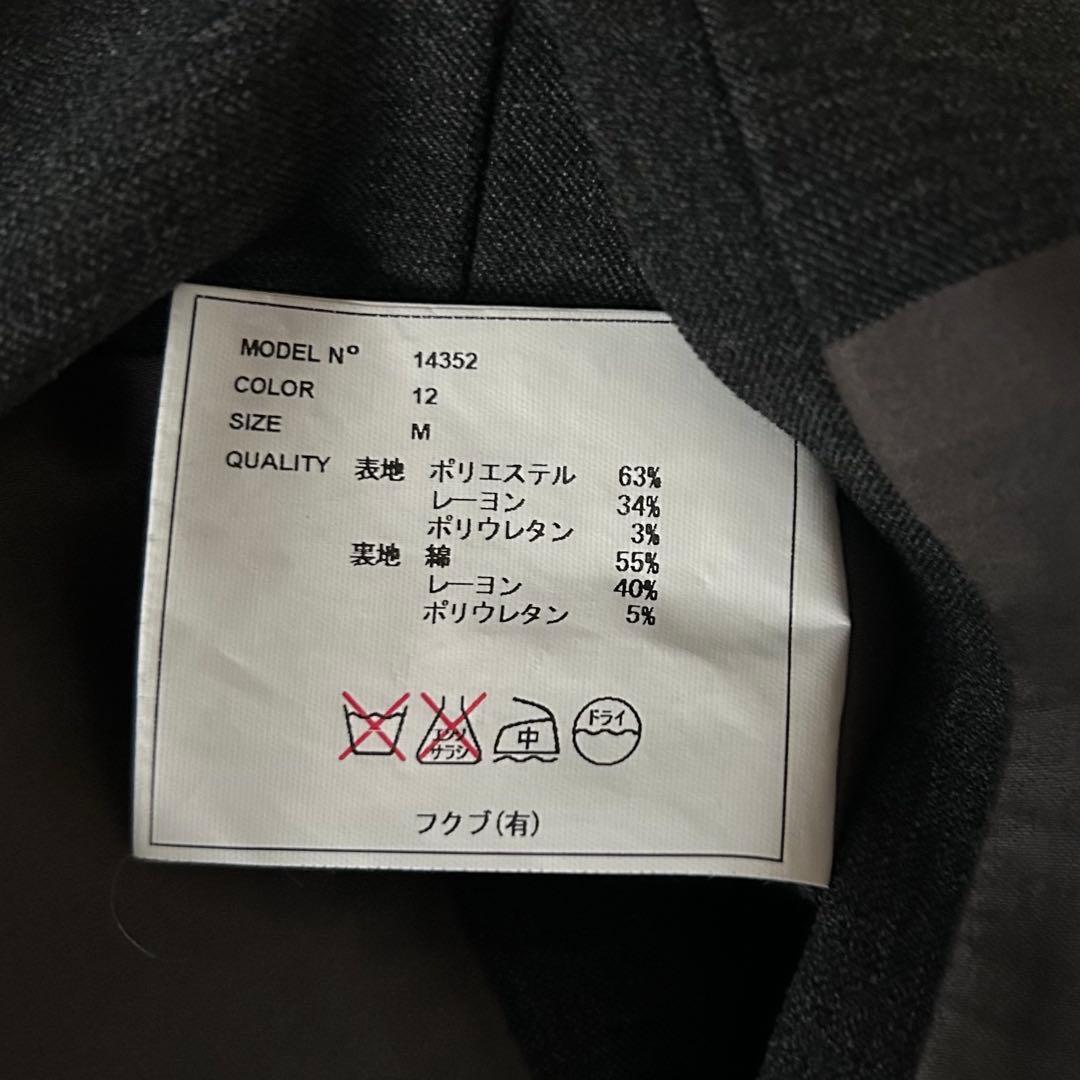 MODEL Nº 14352
COLOR 12
SIZE M
QUALITY 表地 ポリエステル 63%
レーヨン 34%
ポリウレタン 3%
裏地 綿 55%
レーヨン 40%
ポリウレタン 5%
エンソ サラシ 中 ドライ
フクブ(有)